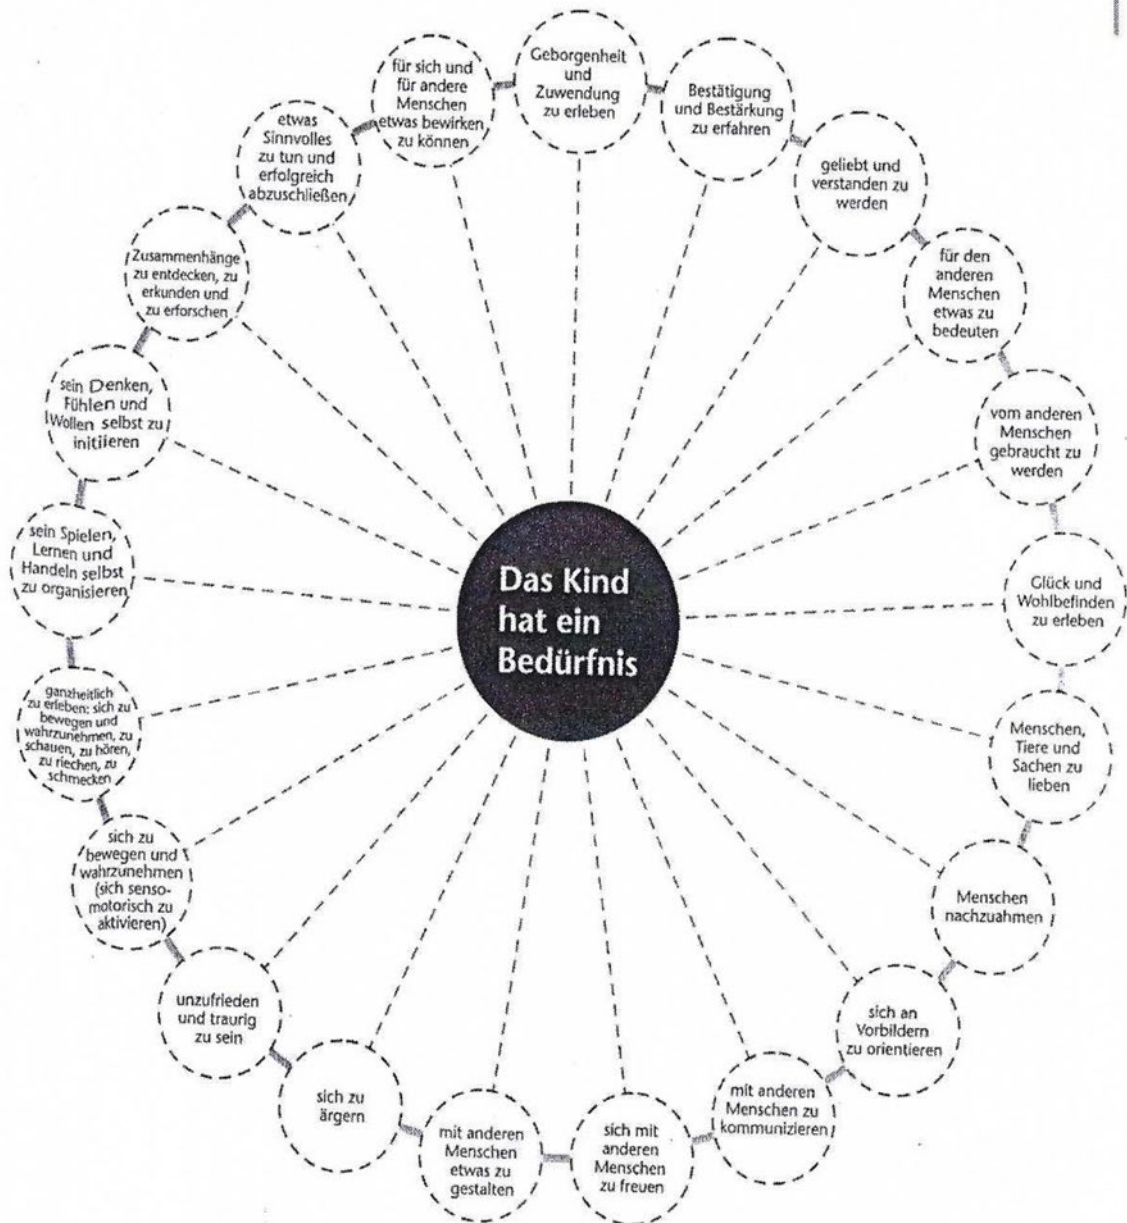 Das Kind
hat ein
Bedürfnis
Geborgenheit
und
Zuwendung
zu erleben
Bestätigung
und Bestärkung
zu erfahren
geliebt und
verstanden zu
werden
für den
anderen
Menschen
etwas zu
bedeuten
vom anderen
Menschen
gebraucht zu
werden
Glück und
Wohlbefinden
zu erleben
Menschen,
Tiere und
Sachen zu
lieben
Menschen
nachzuahmen
sich an
Vorbildern
zu orientieren
mit anderen
Menschen zu
kommunizieren
sich mit
anderen
Menschen
zu freuen
mit anderen
Menschen
etwas zu
gestalten
sich zu
ärgern
unzufrieden
und traurig
zu sein
sich zu
bewegen und
wahrzunehmen
(sich senso-
motorisch zu
aktivieren)
ganzheitlich
zu erleben: sich zu
bewegen und
wahrzunehmen, zu
schauen, zu hören,
zu riechen, zu
schmecken
sein Spielen,
Lernen und
Handeln selbst
zu organisieren
sein Denken,
Fühlen und
Wollen selbst zu
initiieren
Zusammenhänge
zu entdecken, zu
erkunden und
zu erforschen
etwas
Sinnvolles
zu tun und
erfolgreich
abzuschließen
für sich und
für andere
Menschen
etwas bewirken
zu können